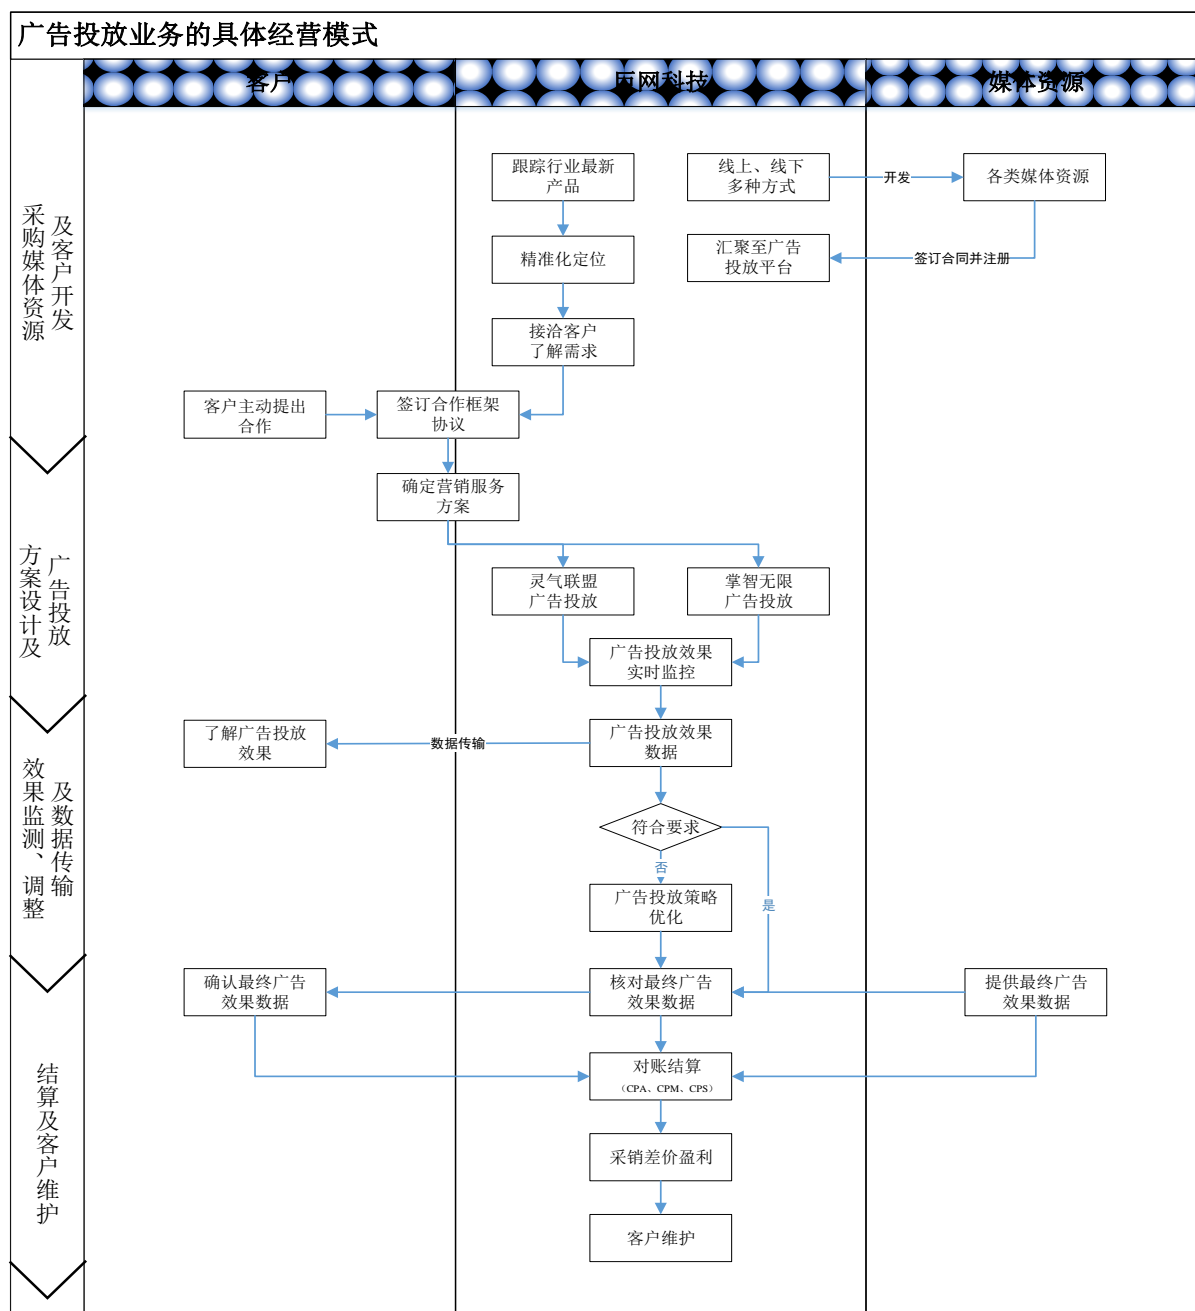 广告投放业务的具体经营模式
客户
历网科技
媒体资源
采购媒体资源
及客户开发
跟踪行业最新
产品
线上、线下
多种方式
开发
各类媒体资源
精准化定位
汇聚至广告
投放平台
签订合同并注册
接洽客户
了解需求
客户主动提出
合作
签订合作框架
协议
确定营销服务
方案
方案设计及
广告投放
灵气联盟
广告投放
掌智无限
广告投放
广告投放效果
实时监控
效果监测、调整
及数据传输
了解广告投放
效果
数据传输
广告投放效果
数据
符合要求
否
是
广告投放策略
优化
确认最终广告
效果数据
核对最终广告
效果数据
提供最终广告
效果数据
结算及客户维护
对账结算
（CPA、CPM、CPS）
采销差价盈利
客户维护